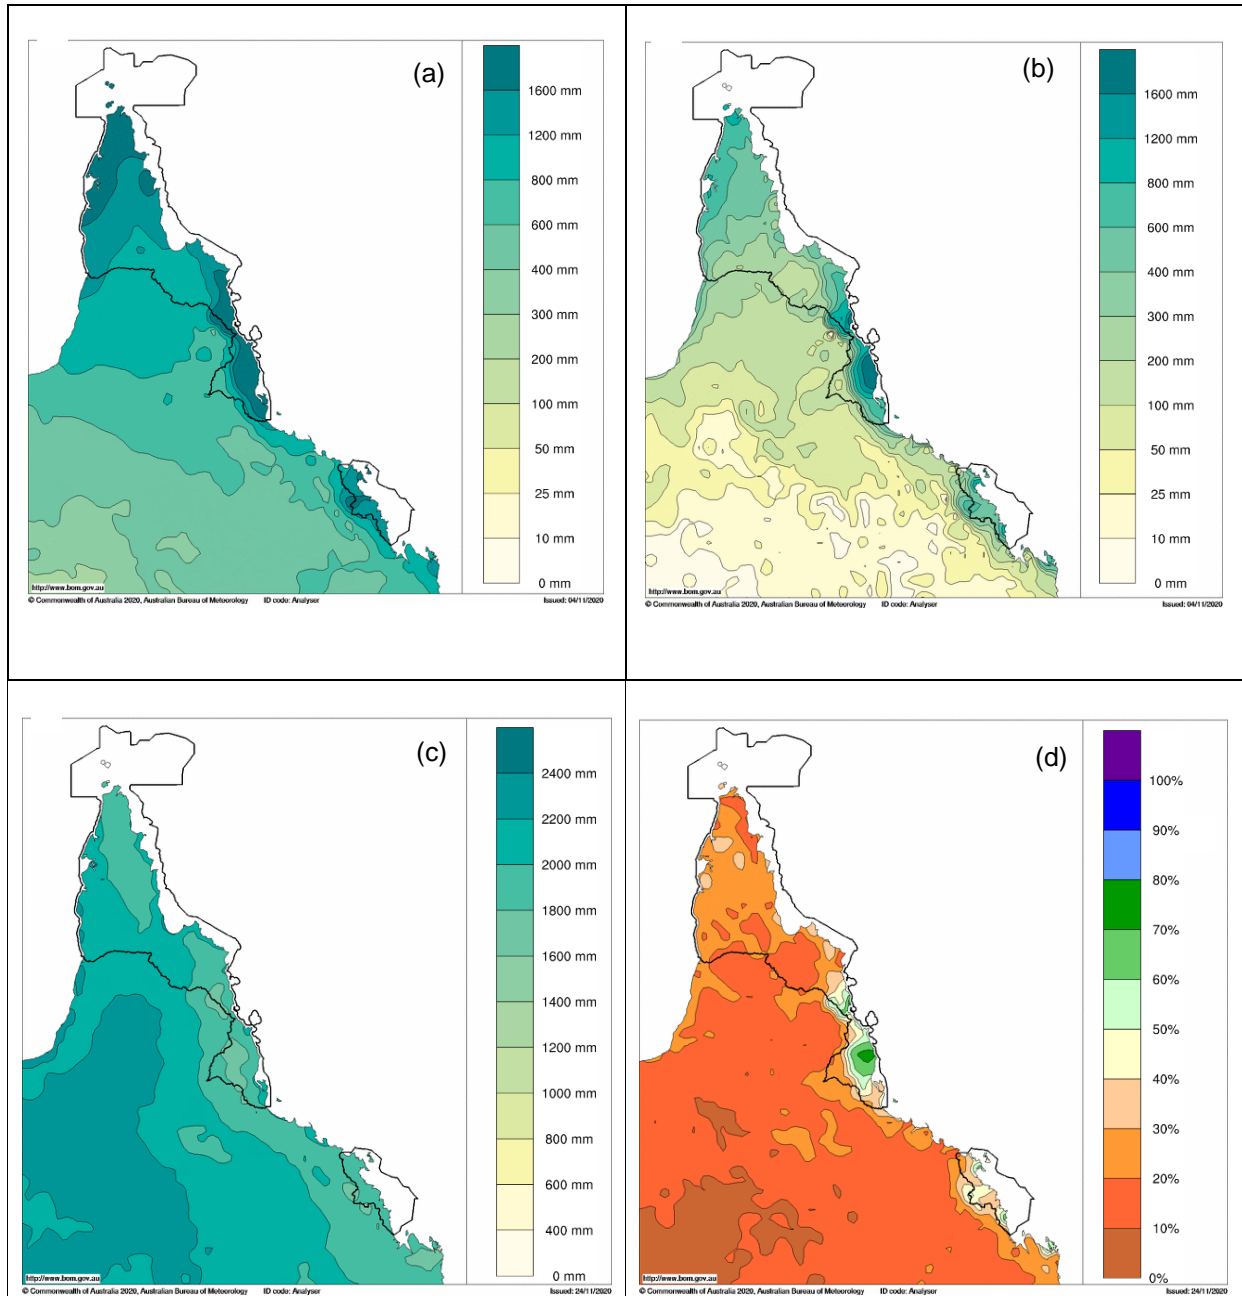 (a)
1600 mm
1200 mm
800 mm
600 mm
400 mm
300 mm
200 mm
100 mm
50 mm
25 mm
10 mm
0 mm
http://www.bom.gov.au
© Commonwealth of Australia 2020, Australian Bureau of Meteorology ID code: Analyser Issued: 04/11/2020
(b)
1600 mm
1200 mm
800 mm
600 mm
400 mm
300 mm
200 mm
100 mm
50 mm
25 mm
10 mm
0 mm
http://www.bom.gov.au
© Commonwealth of Australia 2020, Australian Bureau of Meteorology ID code: Analyser Issued: 04/11/2020
(c)
2400 mm
2200 mm
2000 mm
1800 mm
1600 mm
1400 mm
1200 mm
1000 mm
800 mm
600 mm
400 mm
0 mm
http://www.bom.gov.au
© Commonwealth of Australia 2020, Australian Bureau of Meteorology ID code: Analyser Issued: 24/11/2020
(d)
100%
90%
80%
70%
60%
50%
40%
30%
20%
10%
0%
http://www.bom.gov.au
© Commonwealth of Australia 2020, Australian Bureau of Meteorology ID code: Analyser Issued: 24/11/2020